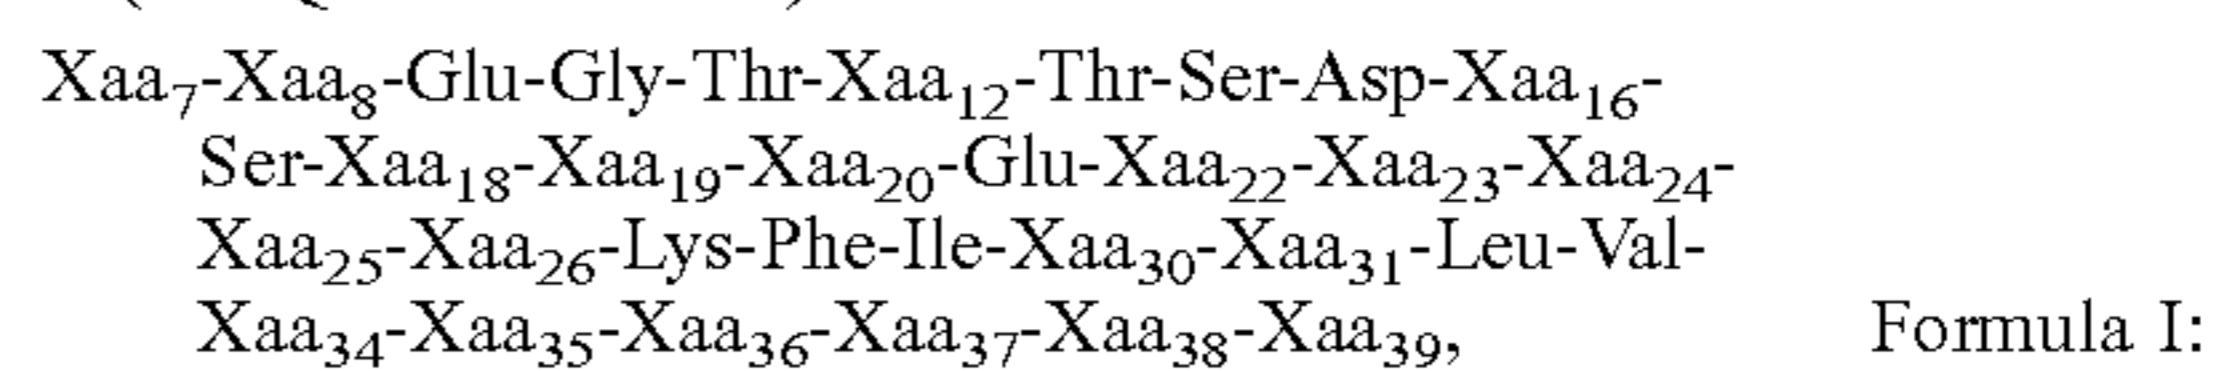 Xaa7-Xaa8-Glu-Gly-Thr-Xaa12-Thr-Ser-Asp-Xaa16-
Ser-Xaa18-Xaa19-Xaa20-Glu-Xaa22-Xaa23-Xaa24-
Xaa25-Xaa26-Lys-Phe-Ile-Xaa30-Xaa31-Leu-Val-
Xaa34-Xaa35-Xaa36-Xaa37-Xaa38-Xaa39, Formula I: